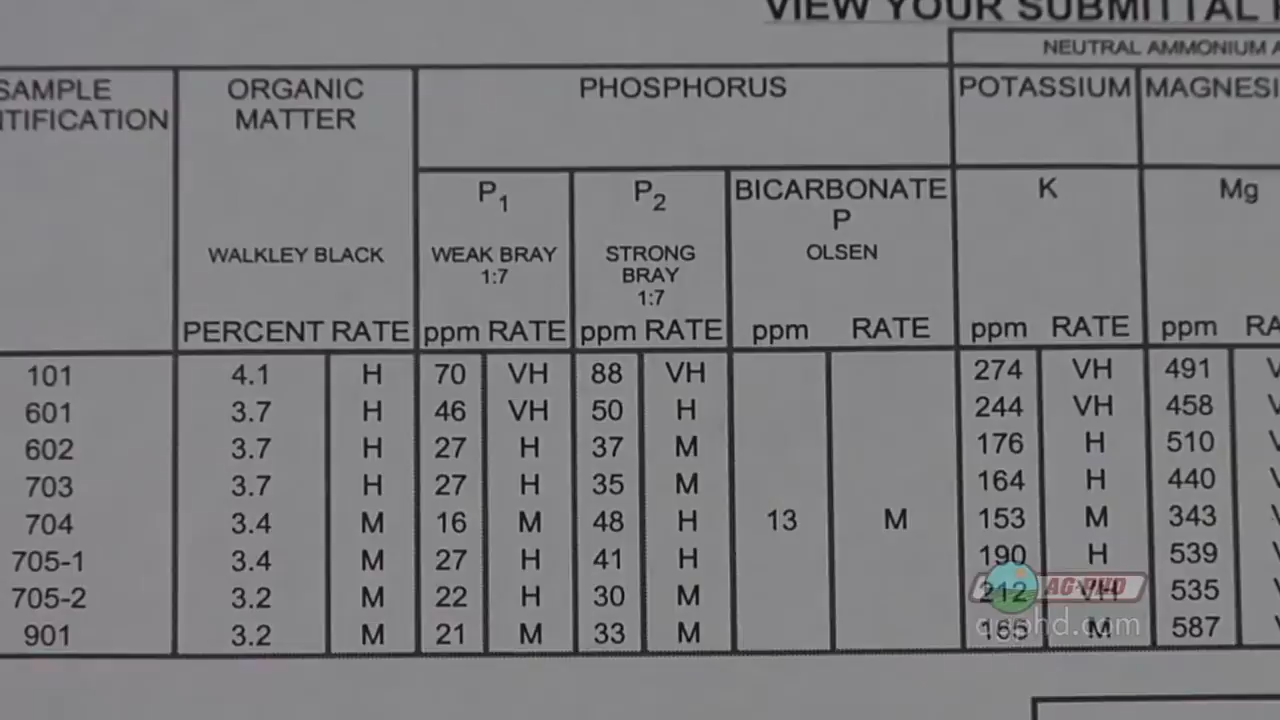 VIEW YOUR SUBMITTAL
NEUTRAL AMMONIUM A
SAMPLE ORGANIC PHOSPHORUS POTASSIUM MAGNESI
NTIFICATION MATTER
P1 P2 BICARBONATE K Mg
P
WALKLEY BLACK WEAK BRAY STRONG OLSEN
1:7 BRAY
1:7
PERCENT RATE ppm RATE ppm RATE ppm RATE ppm RATE ppm RA
101 4.1 H 70 VH 88 VH 274 VH 491 V
601 3.7 H 46 VH 50 H 244 VH 458 V
602 3.7 H 27 H 37 M 176 H 510 V
703 3.7 H 27 H 35 M 164 H 440 V
704 3.4 M 16 M 48 H 13 M 153 M 343 V
705-1 3.4 M 27 H 41 H 190 H 539 V
705-2 3.2 M 22 H 30 M 212 VH 535 V
901 3.2 M 21 M 33 M 165 M 587 V
AG PHD
agphd.com